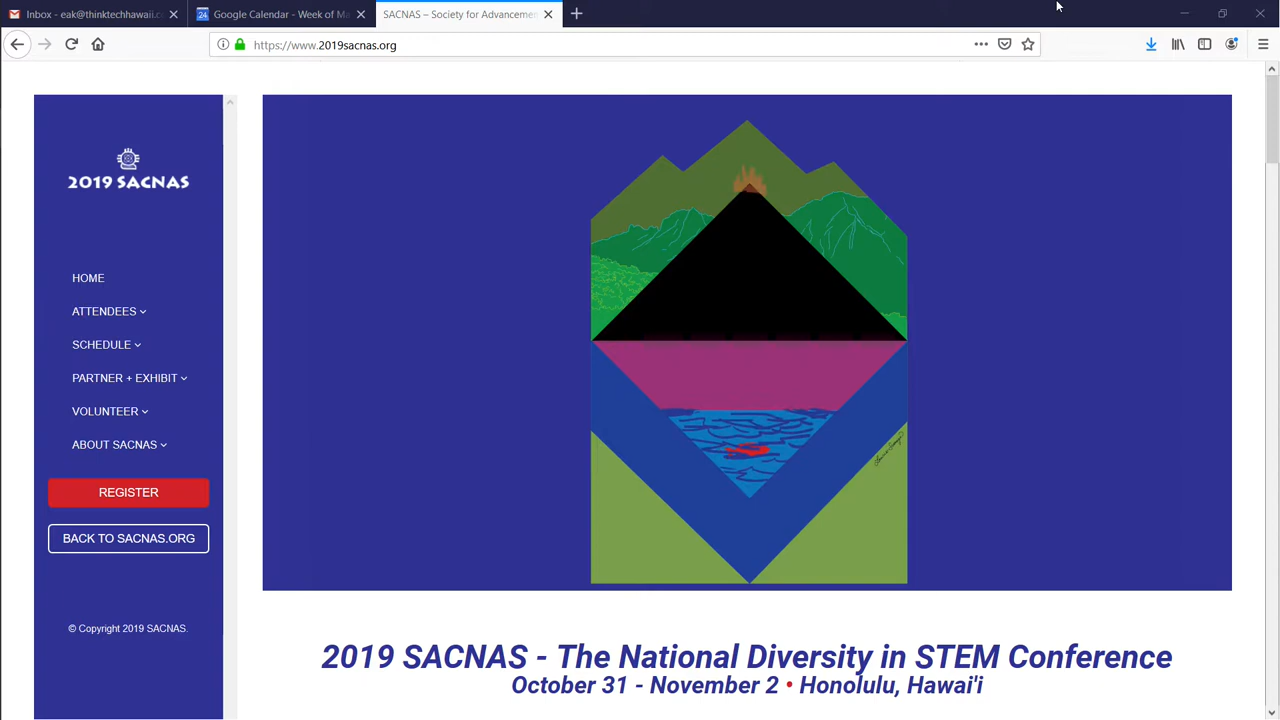 Inbox - eak@thinktechhawaii.c
Google Calendar - Week of Ma
SACNAS – Society for Advancemen
https://www.2019sacnas.org
2019 SACNAS
HOME
ATTENDEES
SCHEDULE
PARTNER + EXHIBIT
VOLUNTEER
ABOUT SACNAS
REGISTER
BACK TO SACNAS.ORG
© Copyright 2019 SACNAS.
2019 SACNAS - The National Diversity in STEM Conference
October 31 - November 2 • Honolulu, Hawai'i